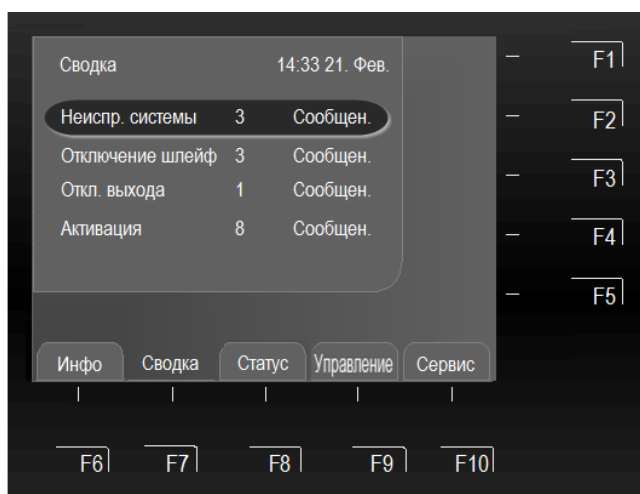 Сводка 14:33 21. Фев.
F1
Неиспр. системы 3 Сообщен.
F2
Отключение шлейф 3 Сообщен.
F3
Откл. выхода 1 Сообщен.
Активация 8 Сообщен.
F4
F5
Инфо Сводка Статус Управление Сервис
F6 F7 F8 F9 F10